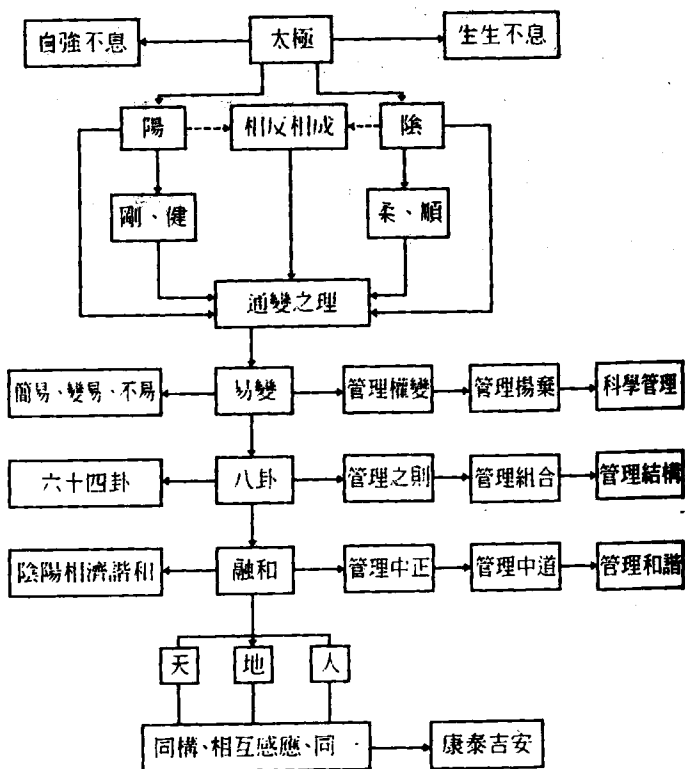 自強不息
太極
生生不息
陽
相反相成
陰
剛、健
柔、順
通變之理
簡易、變易、不易
易變
管理權變
管理揚棄
科學管理
六十四卦
八卦
管理之則
管理組合
管理結構
陰陽相濟諧和
融和
管理中正
管理中道
管理和諧
天
地
人
同構、相互感應、同一
康泰吉安